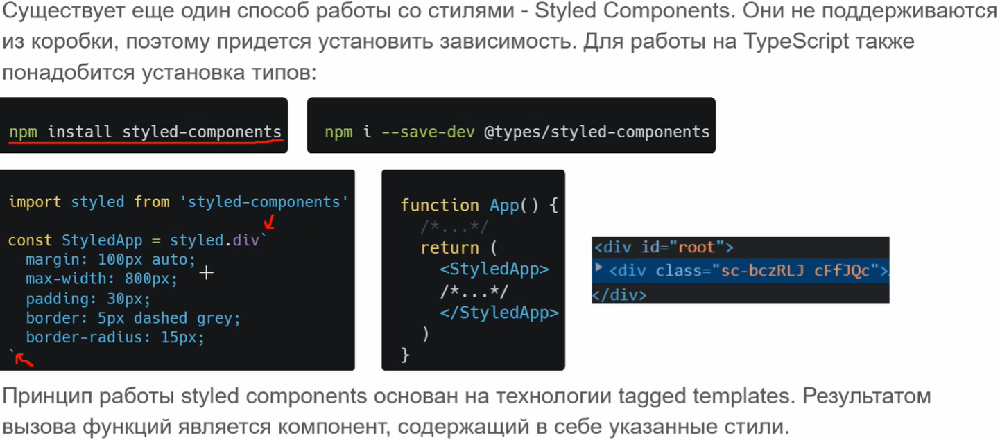 Существует еще один способ работы со стилями - Styled Components. Они не поддерживаются
из коробки, поэтому придется установить зависимость. Для работы на TypeScript также
понадобится установка типов:
npm install styled-components
npm i --save-dev @types/styled-components
import styled from 'styled-components'
const StyledApp = styled.div`
margin: 100px auto;
max-width: 800px;
padding: 30px;
border: 5px dashed grey;
border-radius: 15px;
`
function App() {
/*...*/
return (
<StyledApp>
/*...*/
</StyledApp>
)
}
<div id="root">
<div class="sc-bczRLJ cFfJQc">
</div>
Принцип работы styled components основан на технологии tagged templates. Результатом
вызова функций является компонент, содержащий в себе указанные стили.